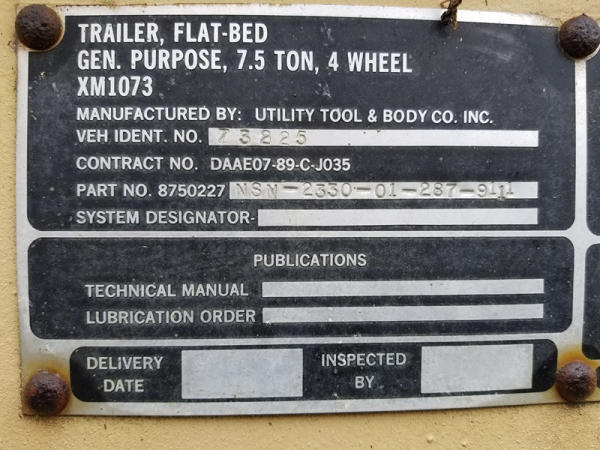 TRAILER, FLAT-BED
GEN. PURPOSE, 7.5 TON, 4 WHEEL
XM1073
MANUFACTURED BY: UTILITY TOOL & BODY CO. INC.
VEH IDENT. NO. 73825
CONTRACT NO. DAAE07-89-C-J035
PART NO. 8750227 NSN-2330-01-287-9111
SYSTEM DESIGNATOR-
PUBLICATIONS
TECHNICAL MANUAL
LUBRICATION ORDER
DELIVERY DATE
INSPECTED BY